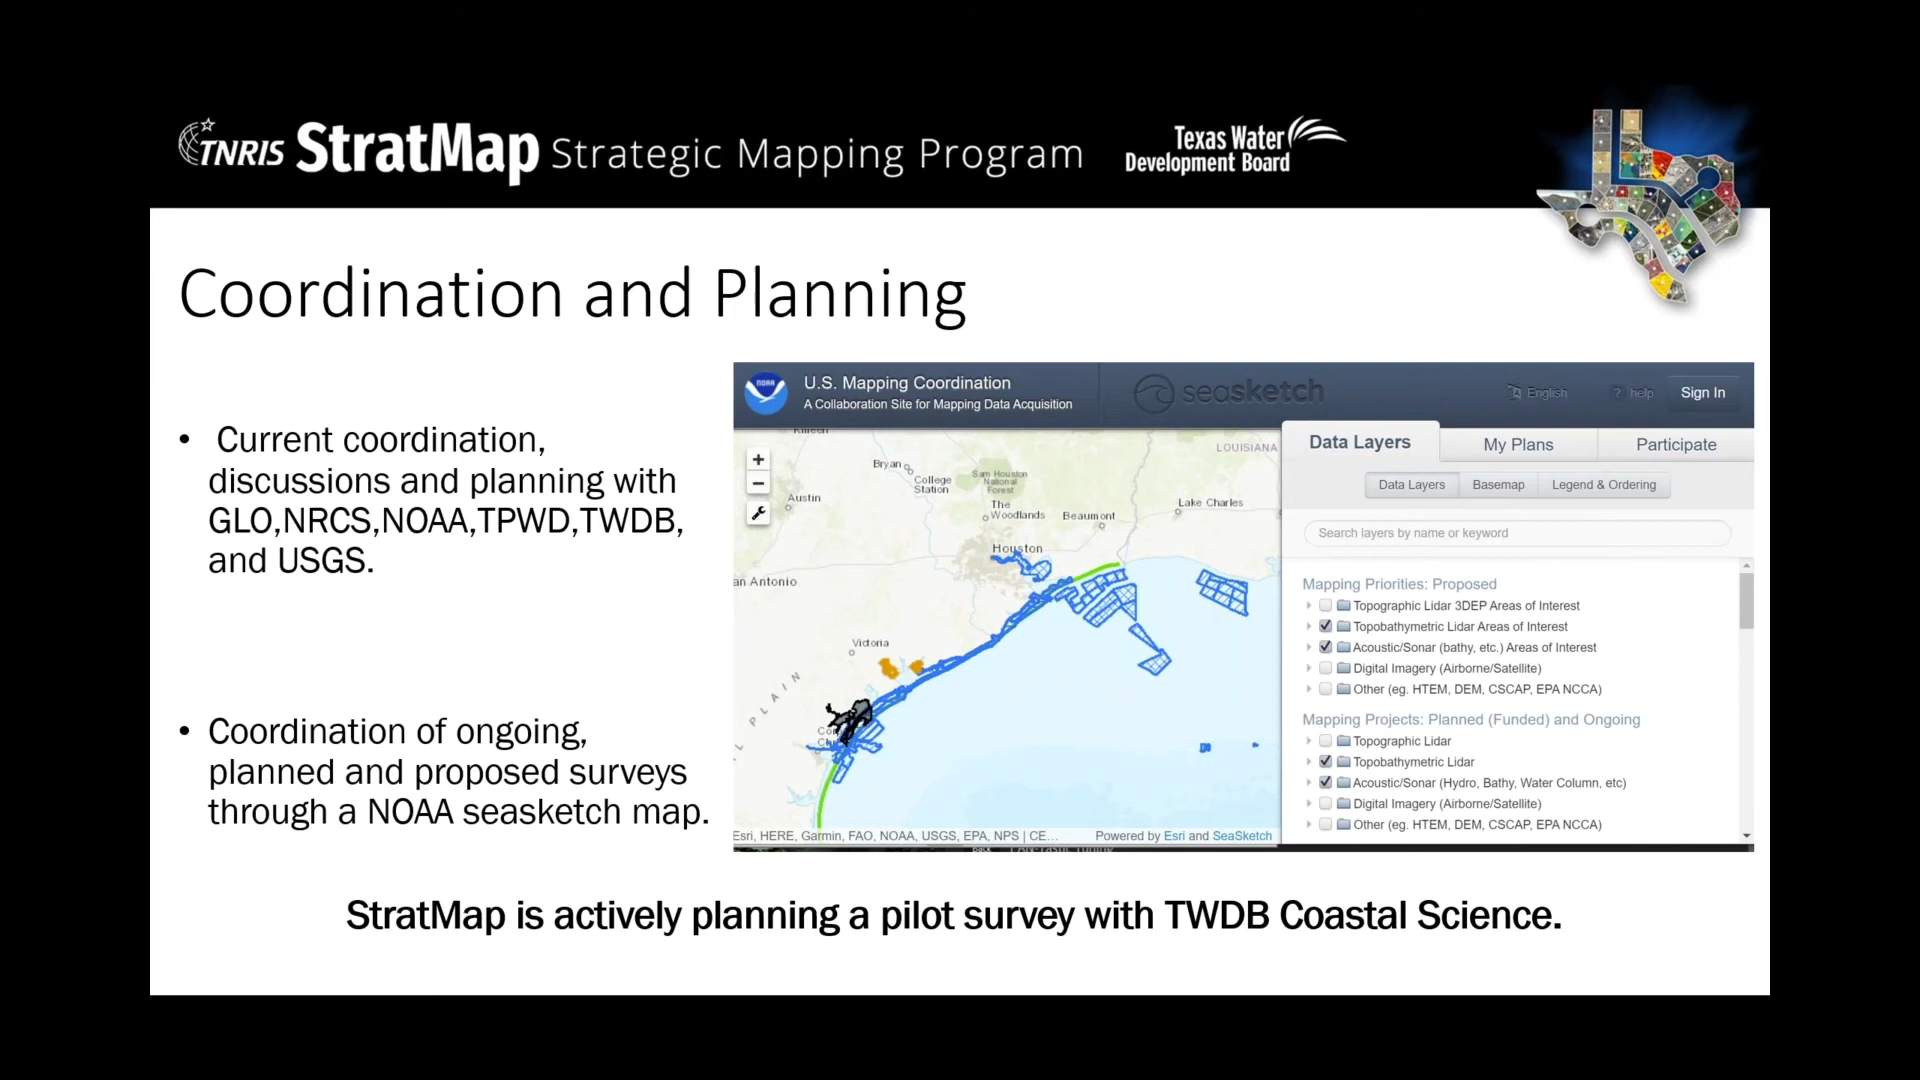 TNRIS StratMap Strategic Mapping Program
Texas Water
Development Board
Coordination and Planning
• Current coordination,
discussions and planning with
GLO,NRCS,NOAA,TPWD,TWDB,
and USGS.
• Coordination of ongoing,
planned and proposed surveys
through a NOAA seasketch map.
NOAA
U.S. Mapping Coordination
A Collaboration Site for Mapping Data Acquisition
seasketch
English
? help
Sign In
Killeen
LOUISIANA
Bryan
College
Station
Sam Houston
National
Forest
Austin
The
Woodlands
Beaumont
Lake Charles
Houston
an Antonio
Victoria
L PLAIN
Esri, HERE, Garmin, FAO, NOAA, USGS, EPA, NPS | CE...
Powered by Esri and SeaSketch
Data Layers
My Plans
Participate
Data Layers
Basemap
Legend & Ordering
Search layers by name or keyword
Mapping Priorities: Proposed
Topographic Lidar 3DEP Areas of Interest
Topobathymetric Lidar Areas of Interest
Acoustic/Sonar (bathy, etc.) Areas of Interest
Digital Imagery (Airborne/Satellite)
Other (eg. HTEM, DEM, CSCAP, EPA NCCA)
Mapping Projects: Planned (Funded) and Ongoing
Topographic Lidar
Topobathymetric Lidar
Acoustic/Sonar (Hydro, Bathy, Water Column, etc)
Digital Imagery (Airborne/Satellite)
Other (eg. HTEM, DEM, CSCAP, EPA NCCA)
StratMap is actively planning a pilot survey with TWDB Coastal Science.